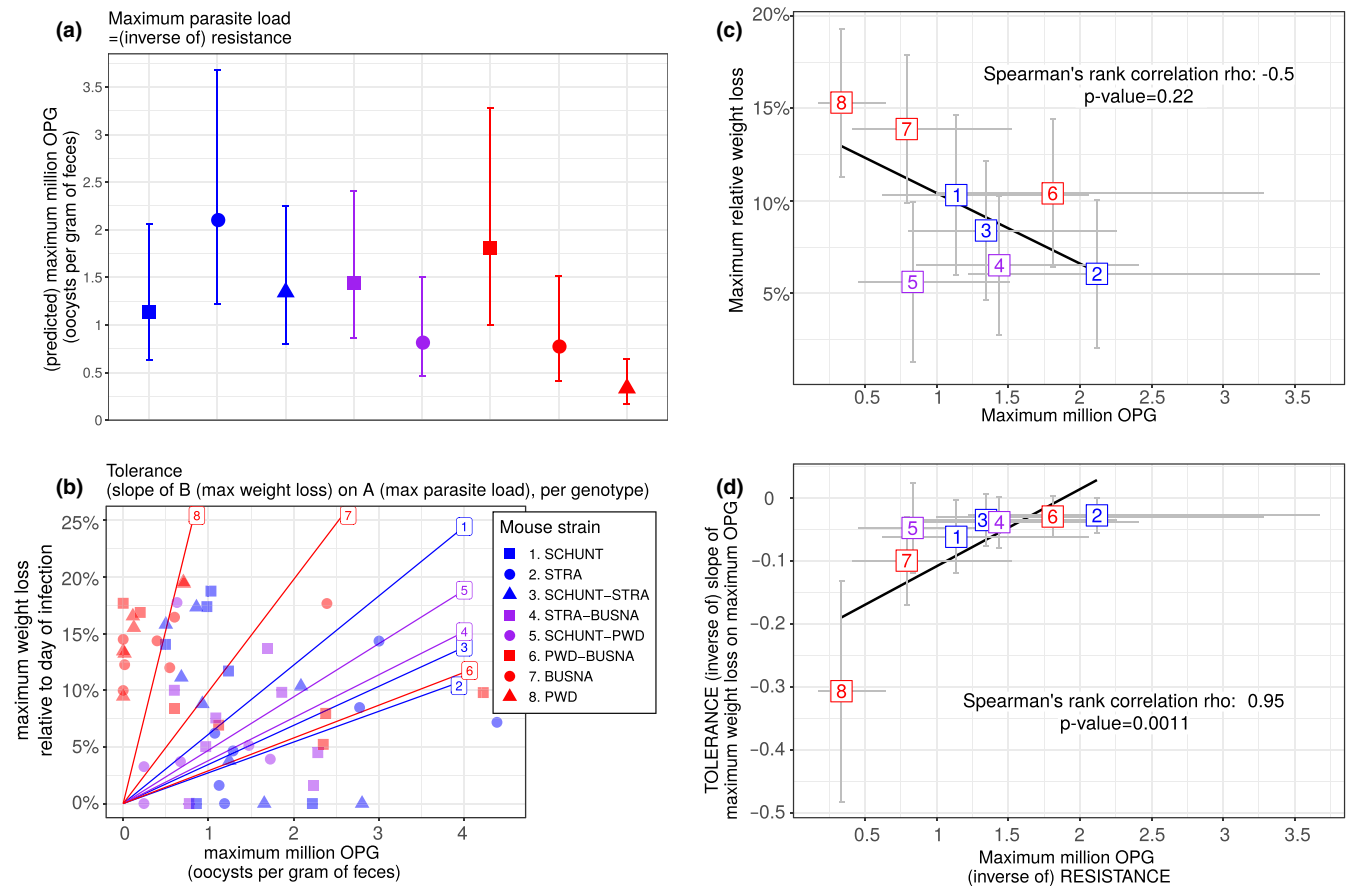 (a)
Maximum parasite load
=(inverse of) resistance
(predicted) maximum million OPG
(oocysts per gram of feces)
3.5
3
2.5
2
1.5
1
0.5
0
(b)
Tolerance
(slope of B (max weight loss) on A (max parasite load), per genotype)
maximum weight loss
relative to day of infection
25%
20%
15%
10%
5%
0%
8
7
1
5
4
3
6
2
0
1
2
3
4
maximum million OPG
(oocysts per gram of feces)
Mouse strain
1. SCHUNT
2. STRA
3. SCHUNT−STRA
4. STRA−BUSNA
5. SCHUNT−PWD
6. PWD−BUSNA
7. BUSNA
8. PWD
(c)
Maximum relative weight loss
20%
15%
10%
5%
Spearman's rank correlation rho: -0.5
p-value=0.22
8
7
1
6
3
4
5
2
0.5
1
1.5
2
2.5
3
3.5
Maximum million OPG
(d)
TOLERANCE (inverse of) slope of
maximum weight loss on maximum OPG
0
−0.1
−0.2
−0.3
−0.4
−0.5
5
7
1
3
4
6
2
8
Spearman's rank correlation rho: 0.95
p-value=0.0011
0.5
1
1.5
2
2.5
3
3.5
Maximum million OPG
(inverse of) RESISTANCE